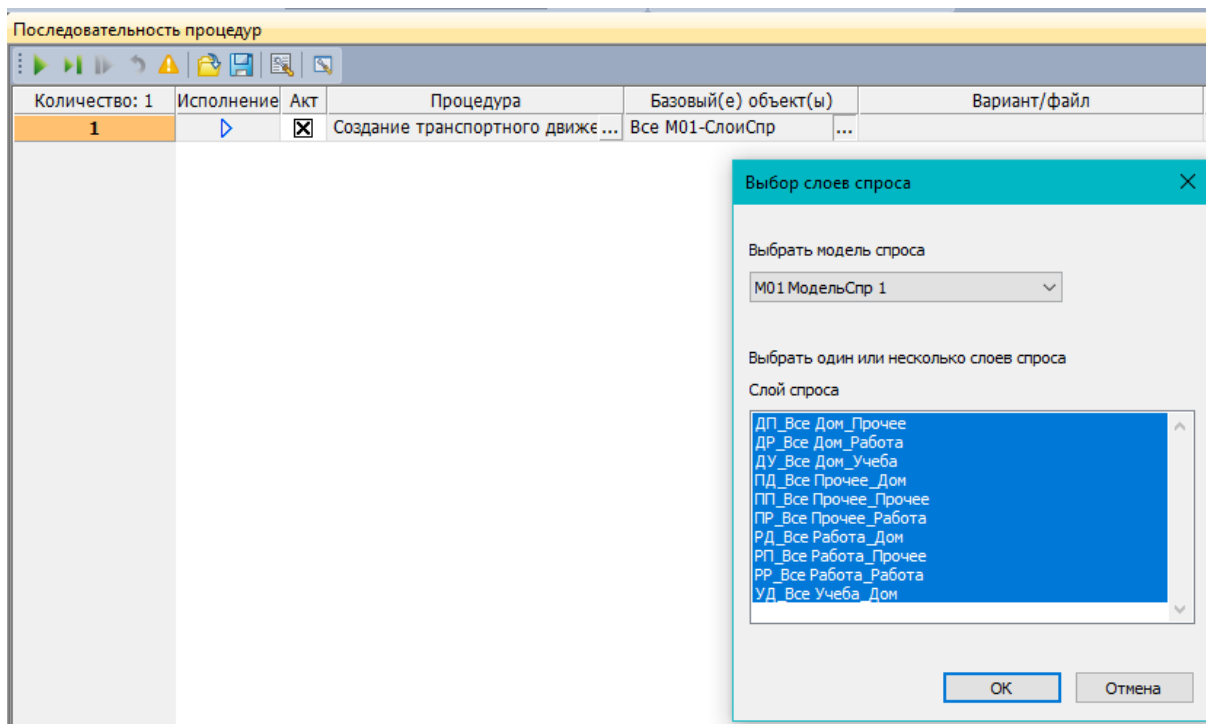 Последовательность процедур
Количество: 1 Исполнение Акт Процедура Базовый(е) объект(ы) Вариант/файл
1 Создание транспортного движе... Все М01-СлоиСпр ...
Выбор слоев спроса
Выбрать модель спроса
М01 МодельСпр 1
Выбрать один или несколько слоев спроса
Слой спроса
ДП_Все Дом_Прочее
ДР_Все Дом_Работа
ДУ_Все Дом_Учеба
ПД_Все Прочее_Дом
ПП_Все Прочее_Прочее
ПР_Все Прочее_Работа
РД_Все Работа_Дом
РП_Все Работа_Прочее
РР_Все Работа_Работа
УД_Все Учеба_Дом
ОК Отмена